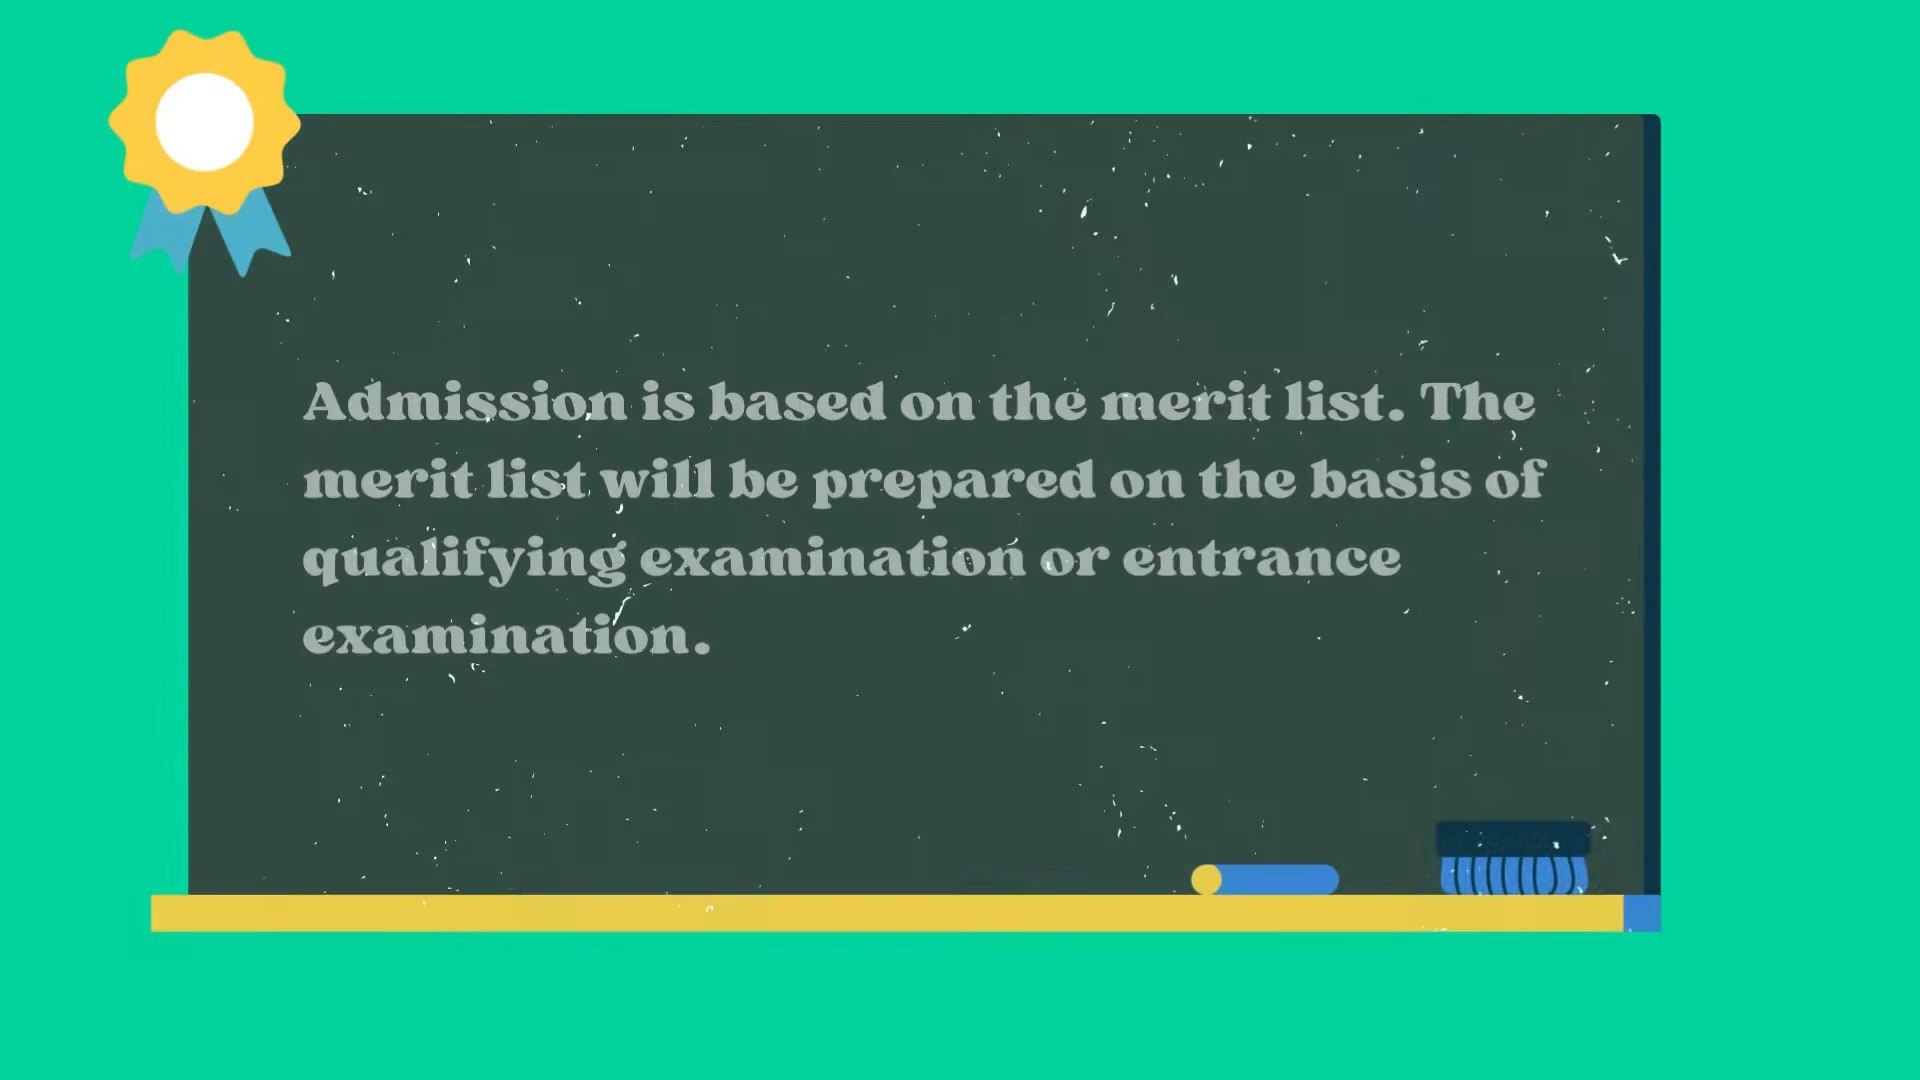 Admission is based on the merit list. The
merit list will be prepared on the basis of
qualifying examination or entrance
examination.